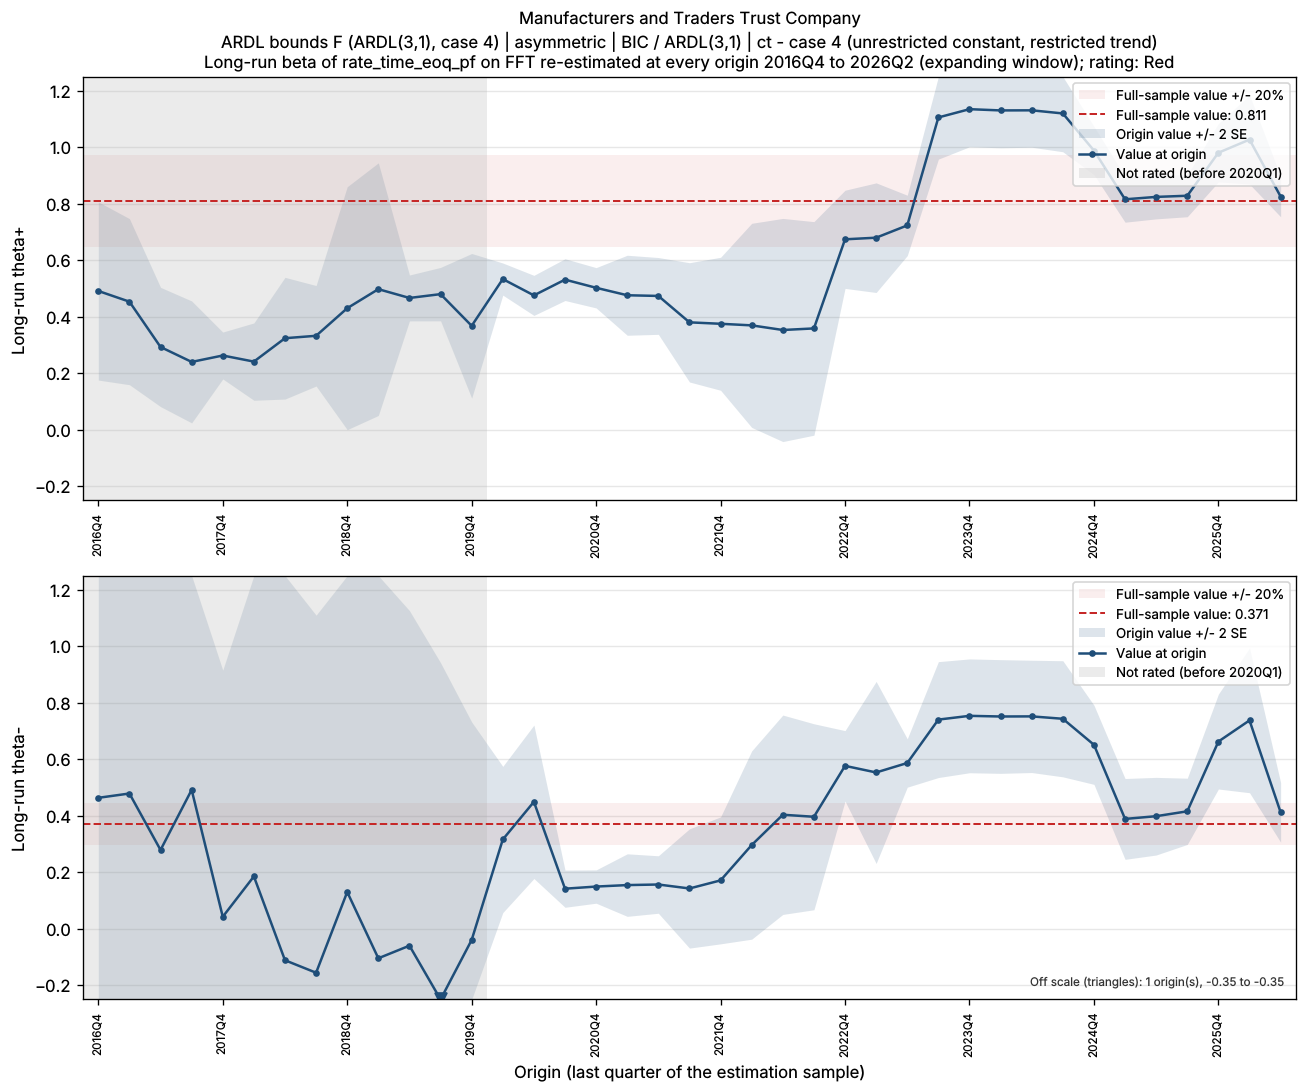 Manufacturers and Traders Trust Company
ARDL bounds F (ARDL(3,1), case 4) | asymmetric | BIC / ARDL(3,1) | ct - case 4 (unrestricted constant, restricted trend)
Long-run beta of rate_time_eoq_pf on FFT re-estimated at every origin 2016Q4 to 2026Q2 (expanding window); rating: Red
Long-run theta+
1.2
1.0
0.8
0.6
0.4
0.2
0.0
−0.2
Full-sample value +/- 20%
Full-sample value: 0.811
Origin value +/- 2 SE
Value at origin
Not rated (before 2020Q1)
2016Q4
2017Q4
2018Q4
2019Q4
2020Q4
2021Q4
2022Q4
2023Q4
2024Q4
2025Q4
Long-run theta-
1.2
1.0
0.8
0.6
0.4
0.2
0.0
−0.2
Full-sample value +/- 20%
Full-sample value: 0.371
Origin value +/- 2 SE
Value at origin
Not rated (before 2020Q1)
Off scale (triangles): 1 origin(s), -0.35 to -0.35
2016Q4
2017Q4
2018Q4
2019Q4
2020Q4
2021Q4
2022Q4
2023Q4
2024Q4
2025Q4
Origin (last quarter of the estimation sample)